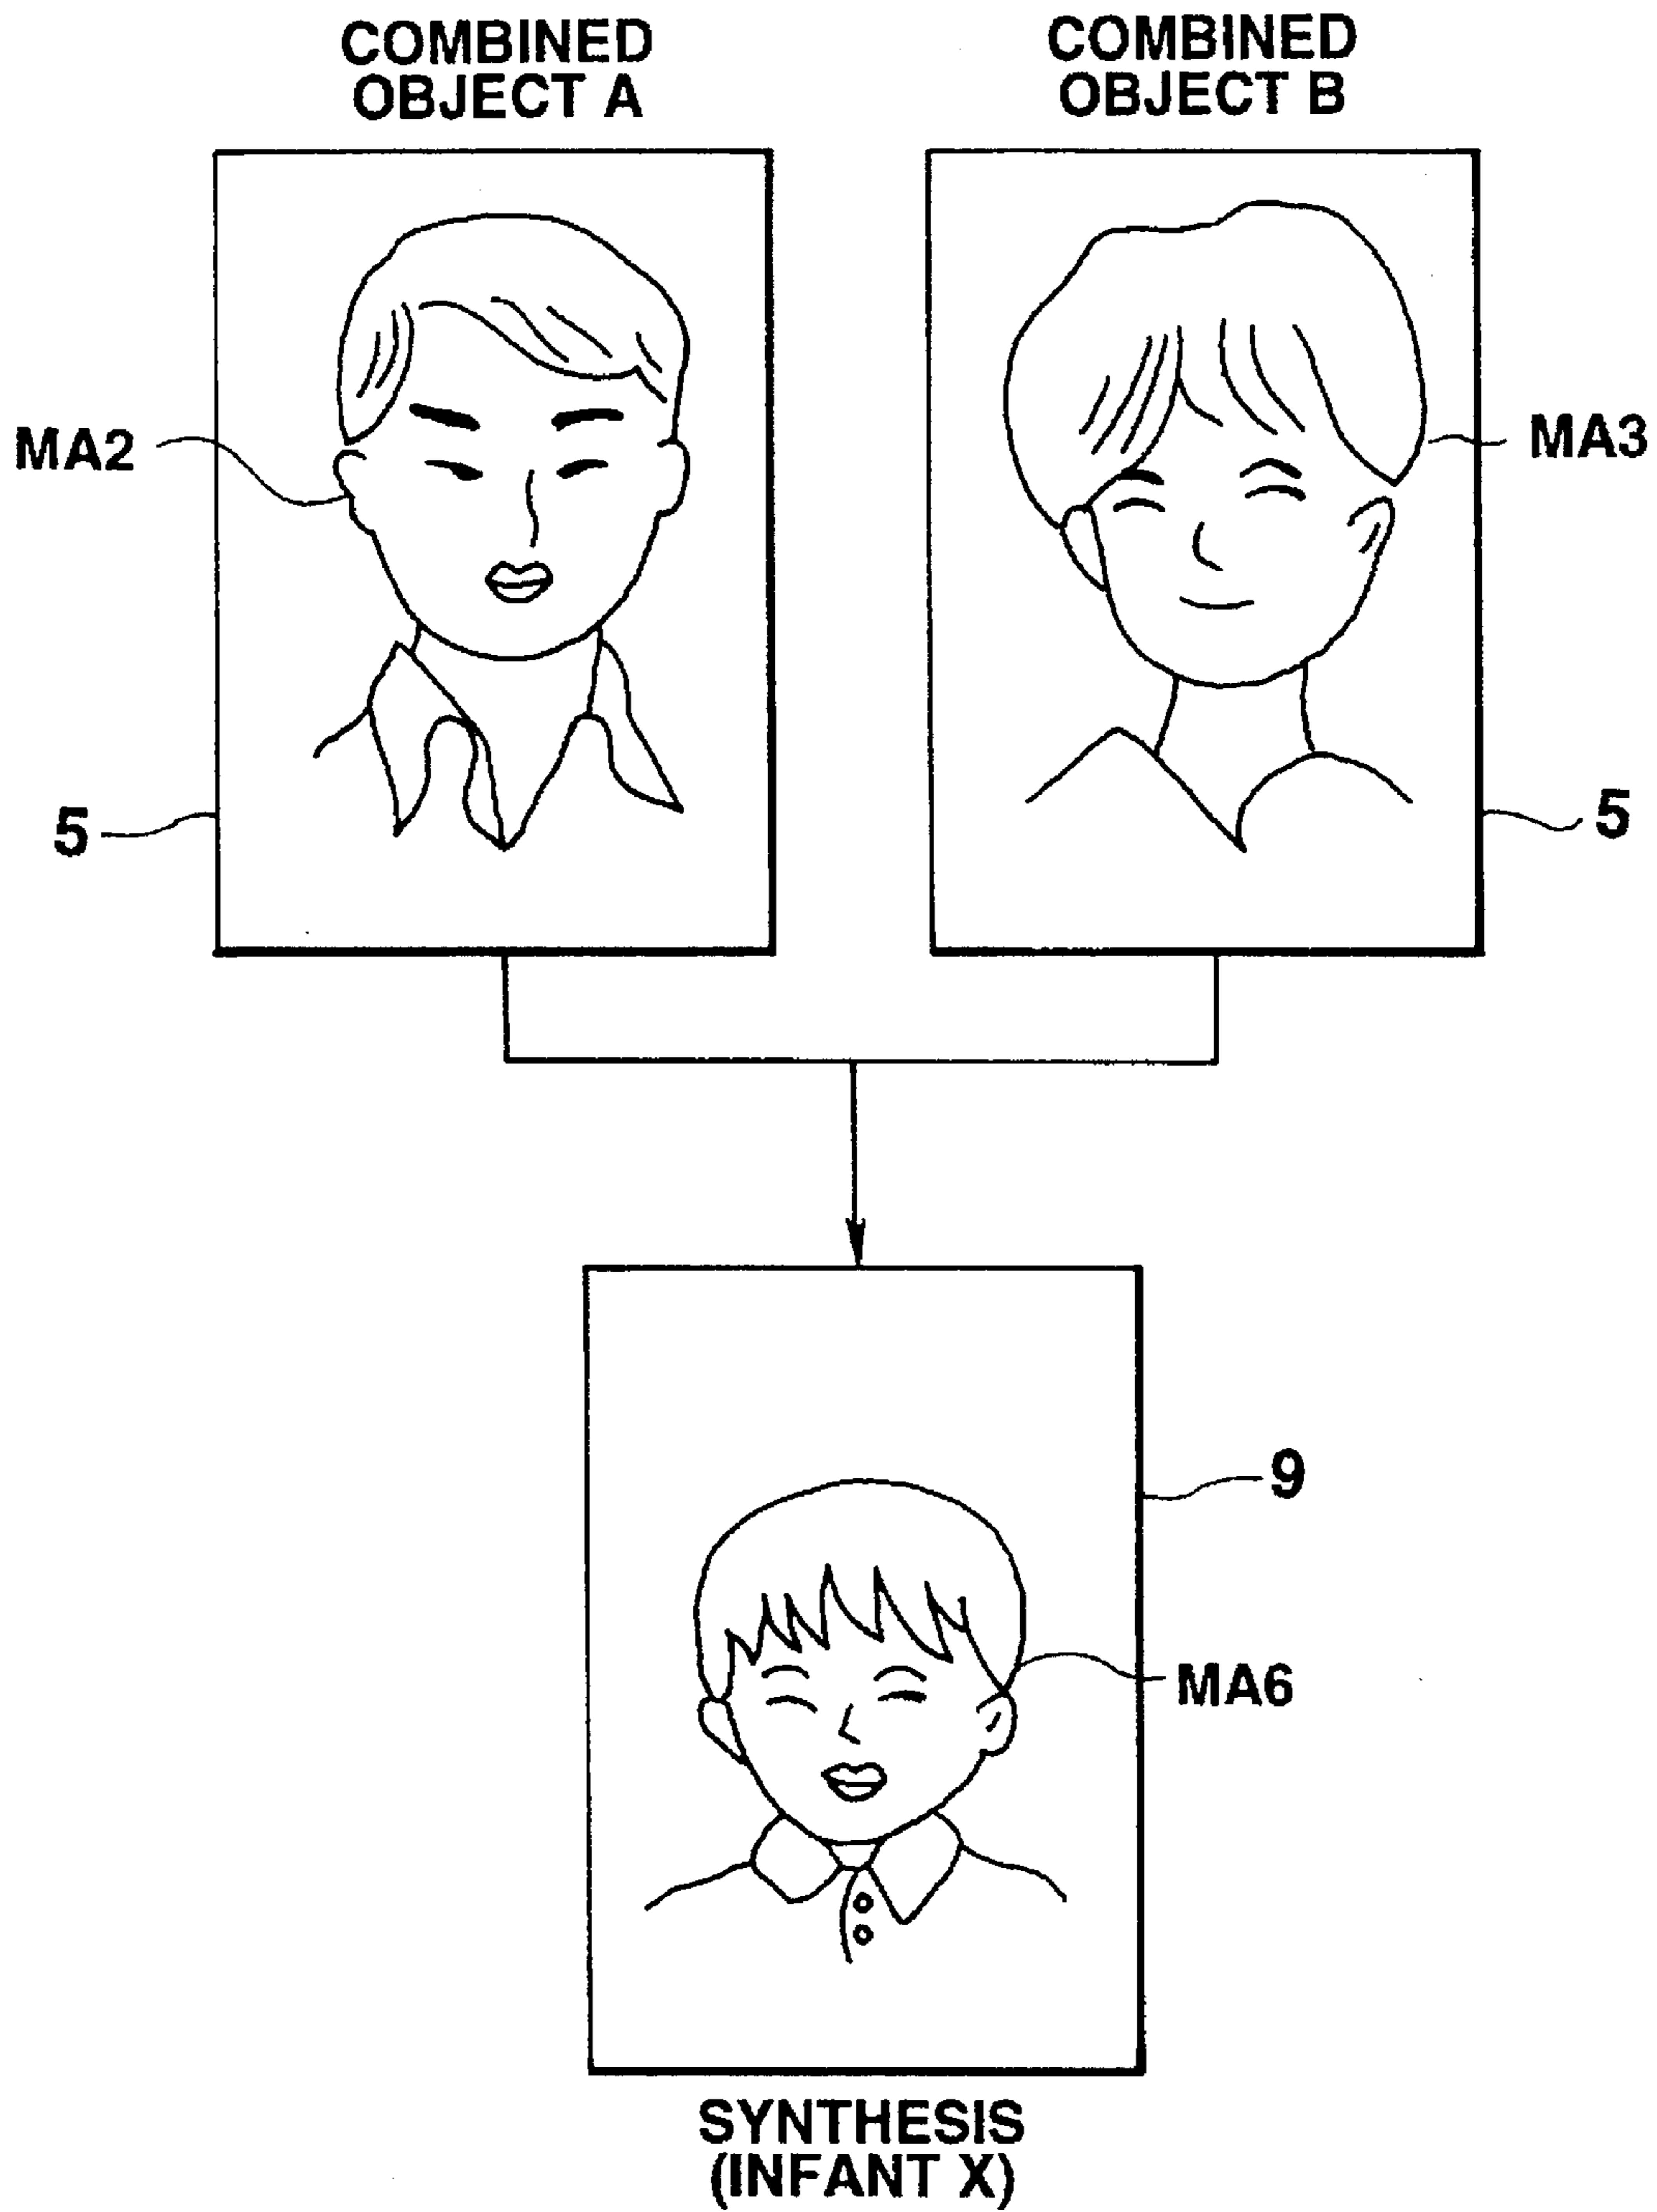 COMBINED
OBJECT A
COMBINED
OBJECT B
MA2
MA3
5
5
9
MA6
SYNTHESIS
(INFANT X)